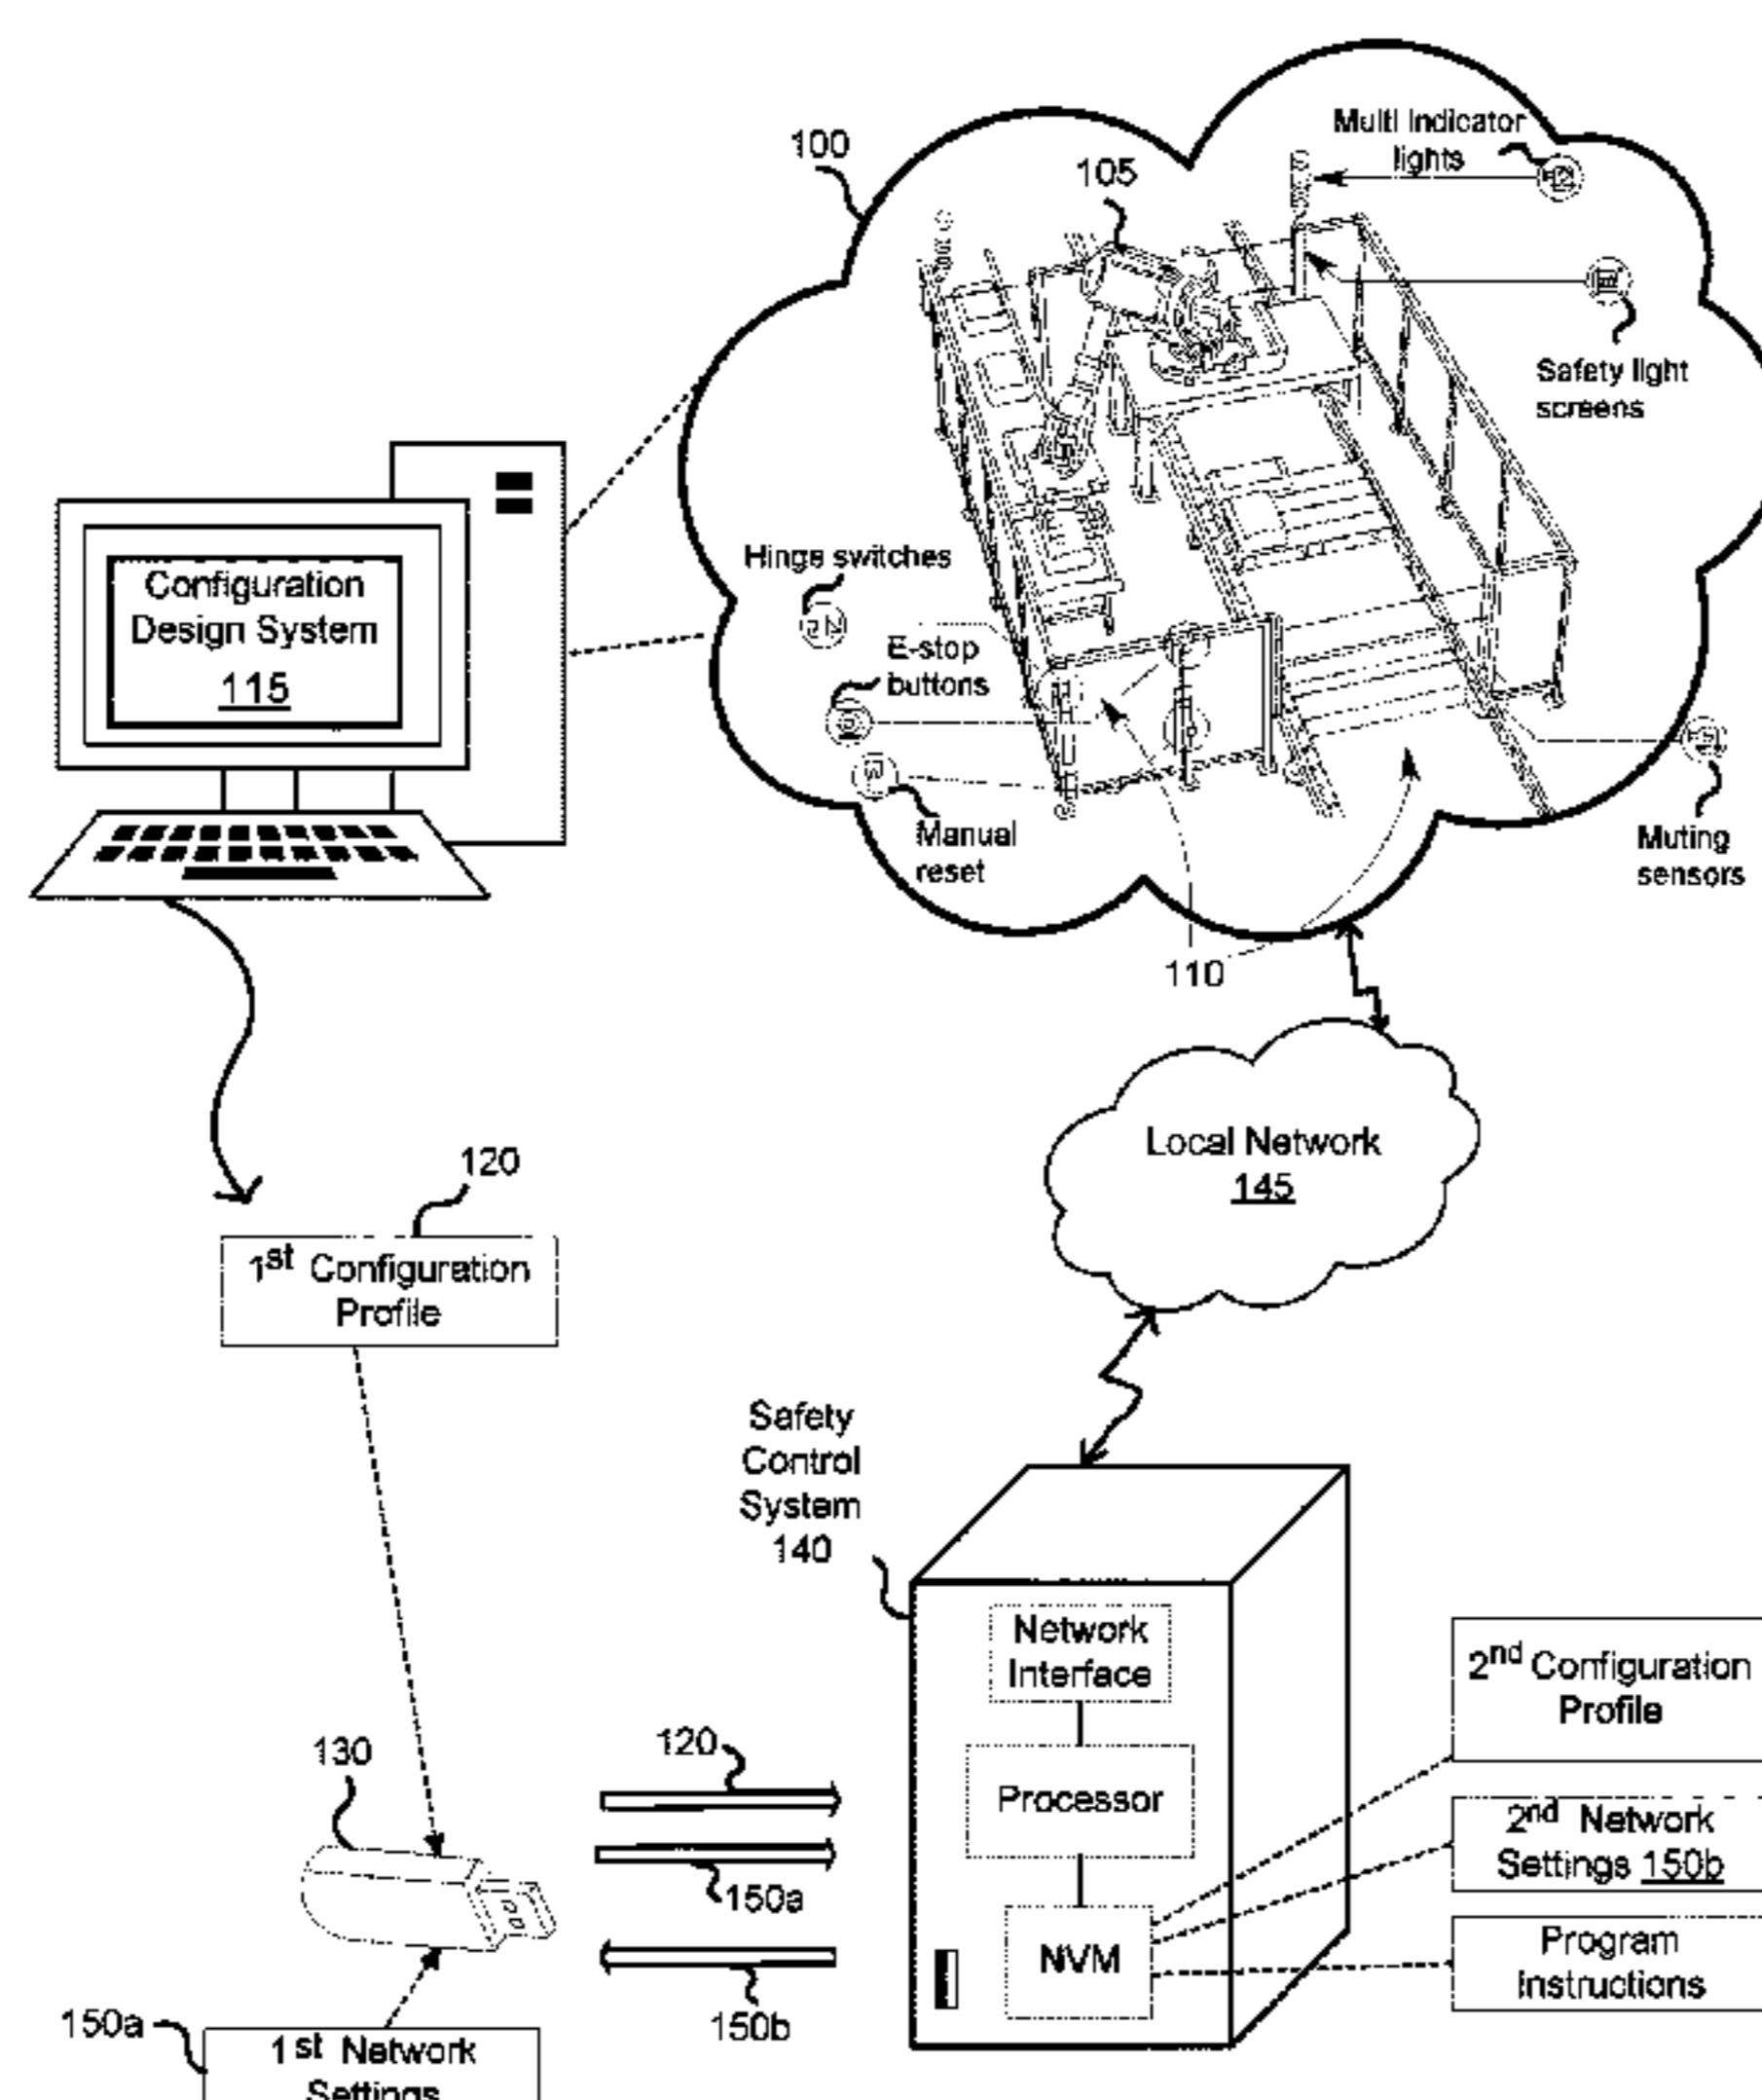 100
105
Multi indicator
lights
Safety light
screens
Configuration
Design System
115
Hinge switches
E-stop
buttons
Manual
reset
Muting
sensors
110
Local Network
145
120
1st Configuration
Profile
Safety
Control
System
140
Network
Interface
2nd Configuration
Profile
130
120
Processor
2nd Network
Settings 150b
150a
NVM
Program
Instructions
150b
150a
1st Network
Settings